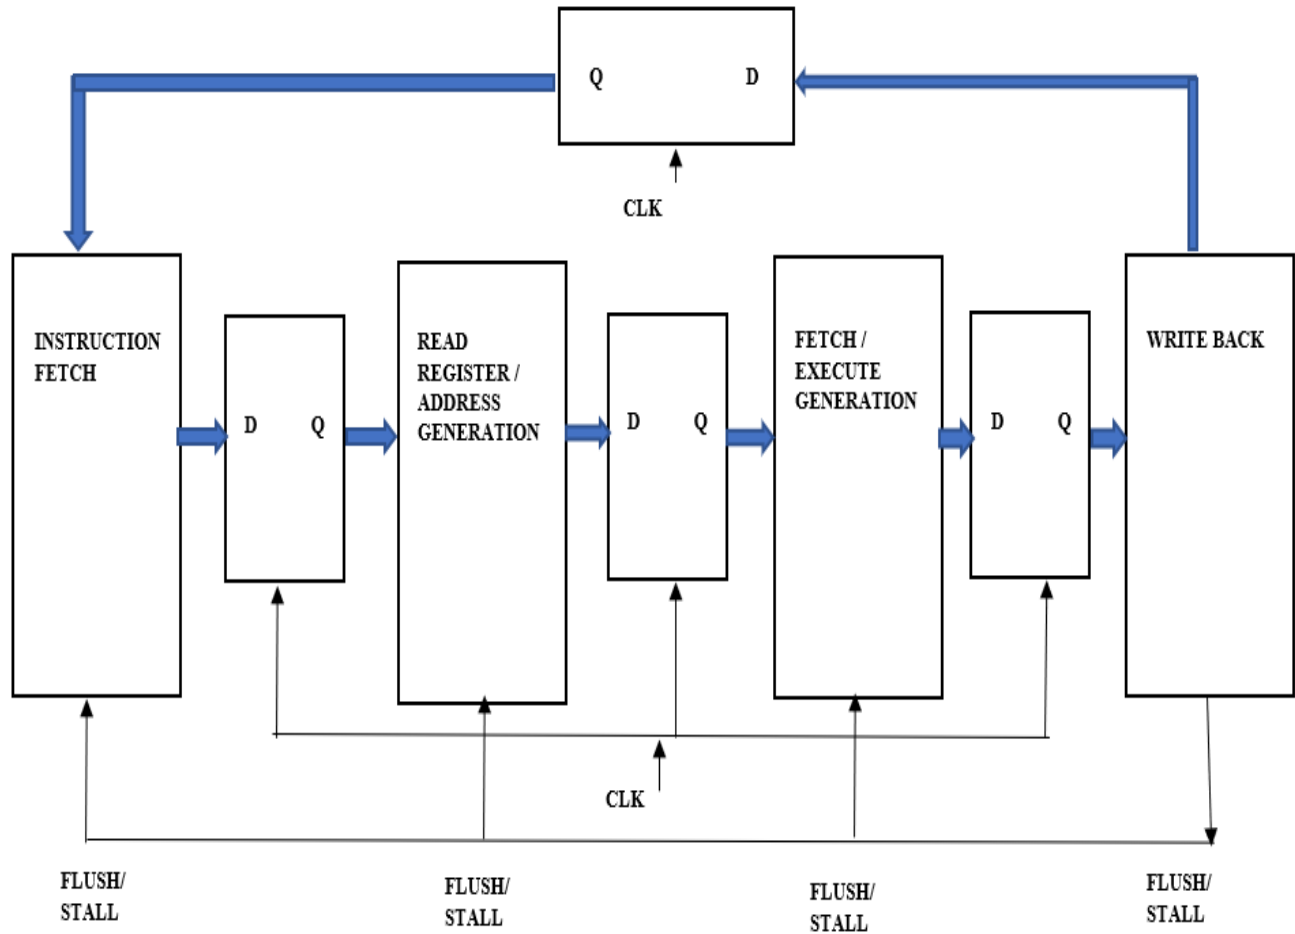 Q D
CLK
INSTRUCTION
FETCH
D Q
READ
REGISTER /
ADDRESS
GENERATION
D Q
FETCH /
EXECUTE
GENERATION
D Q
WRITE BACK
CLK
FLUSH/
STALL
FLUSH/
STALL
FLUSH/
STALL
FLUSH/
STALL